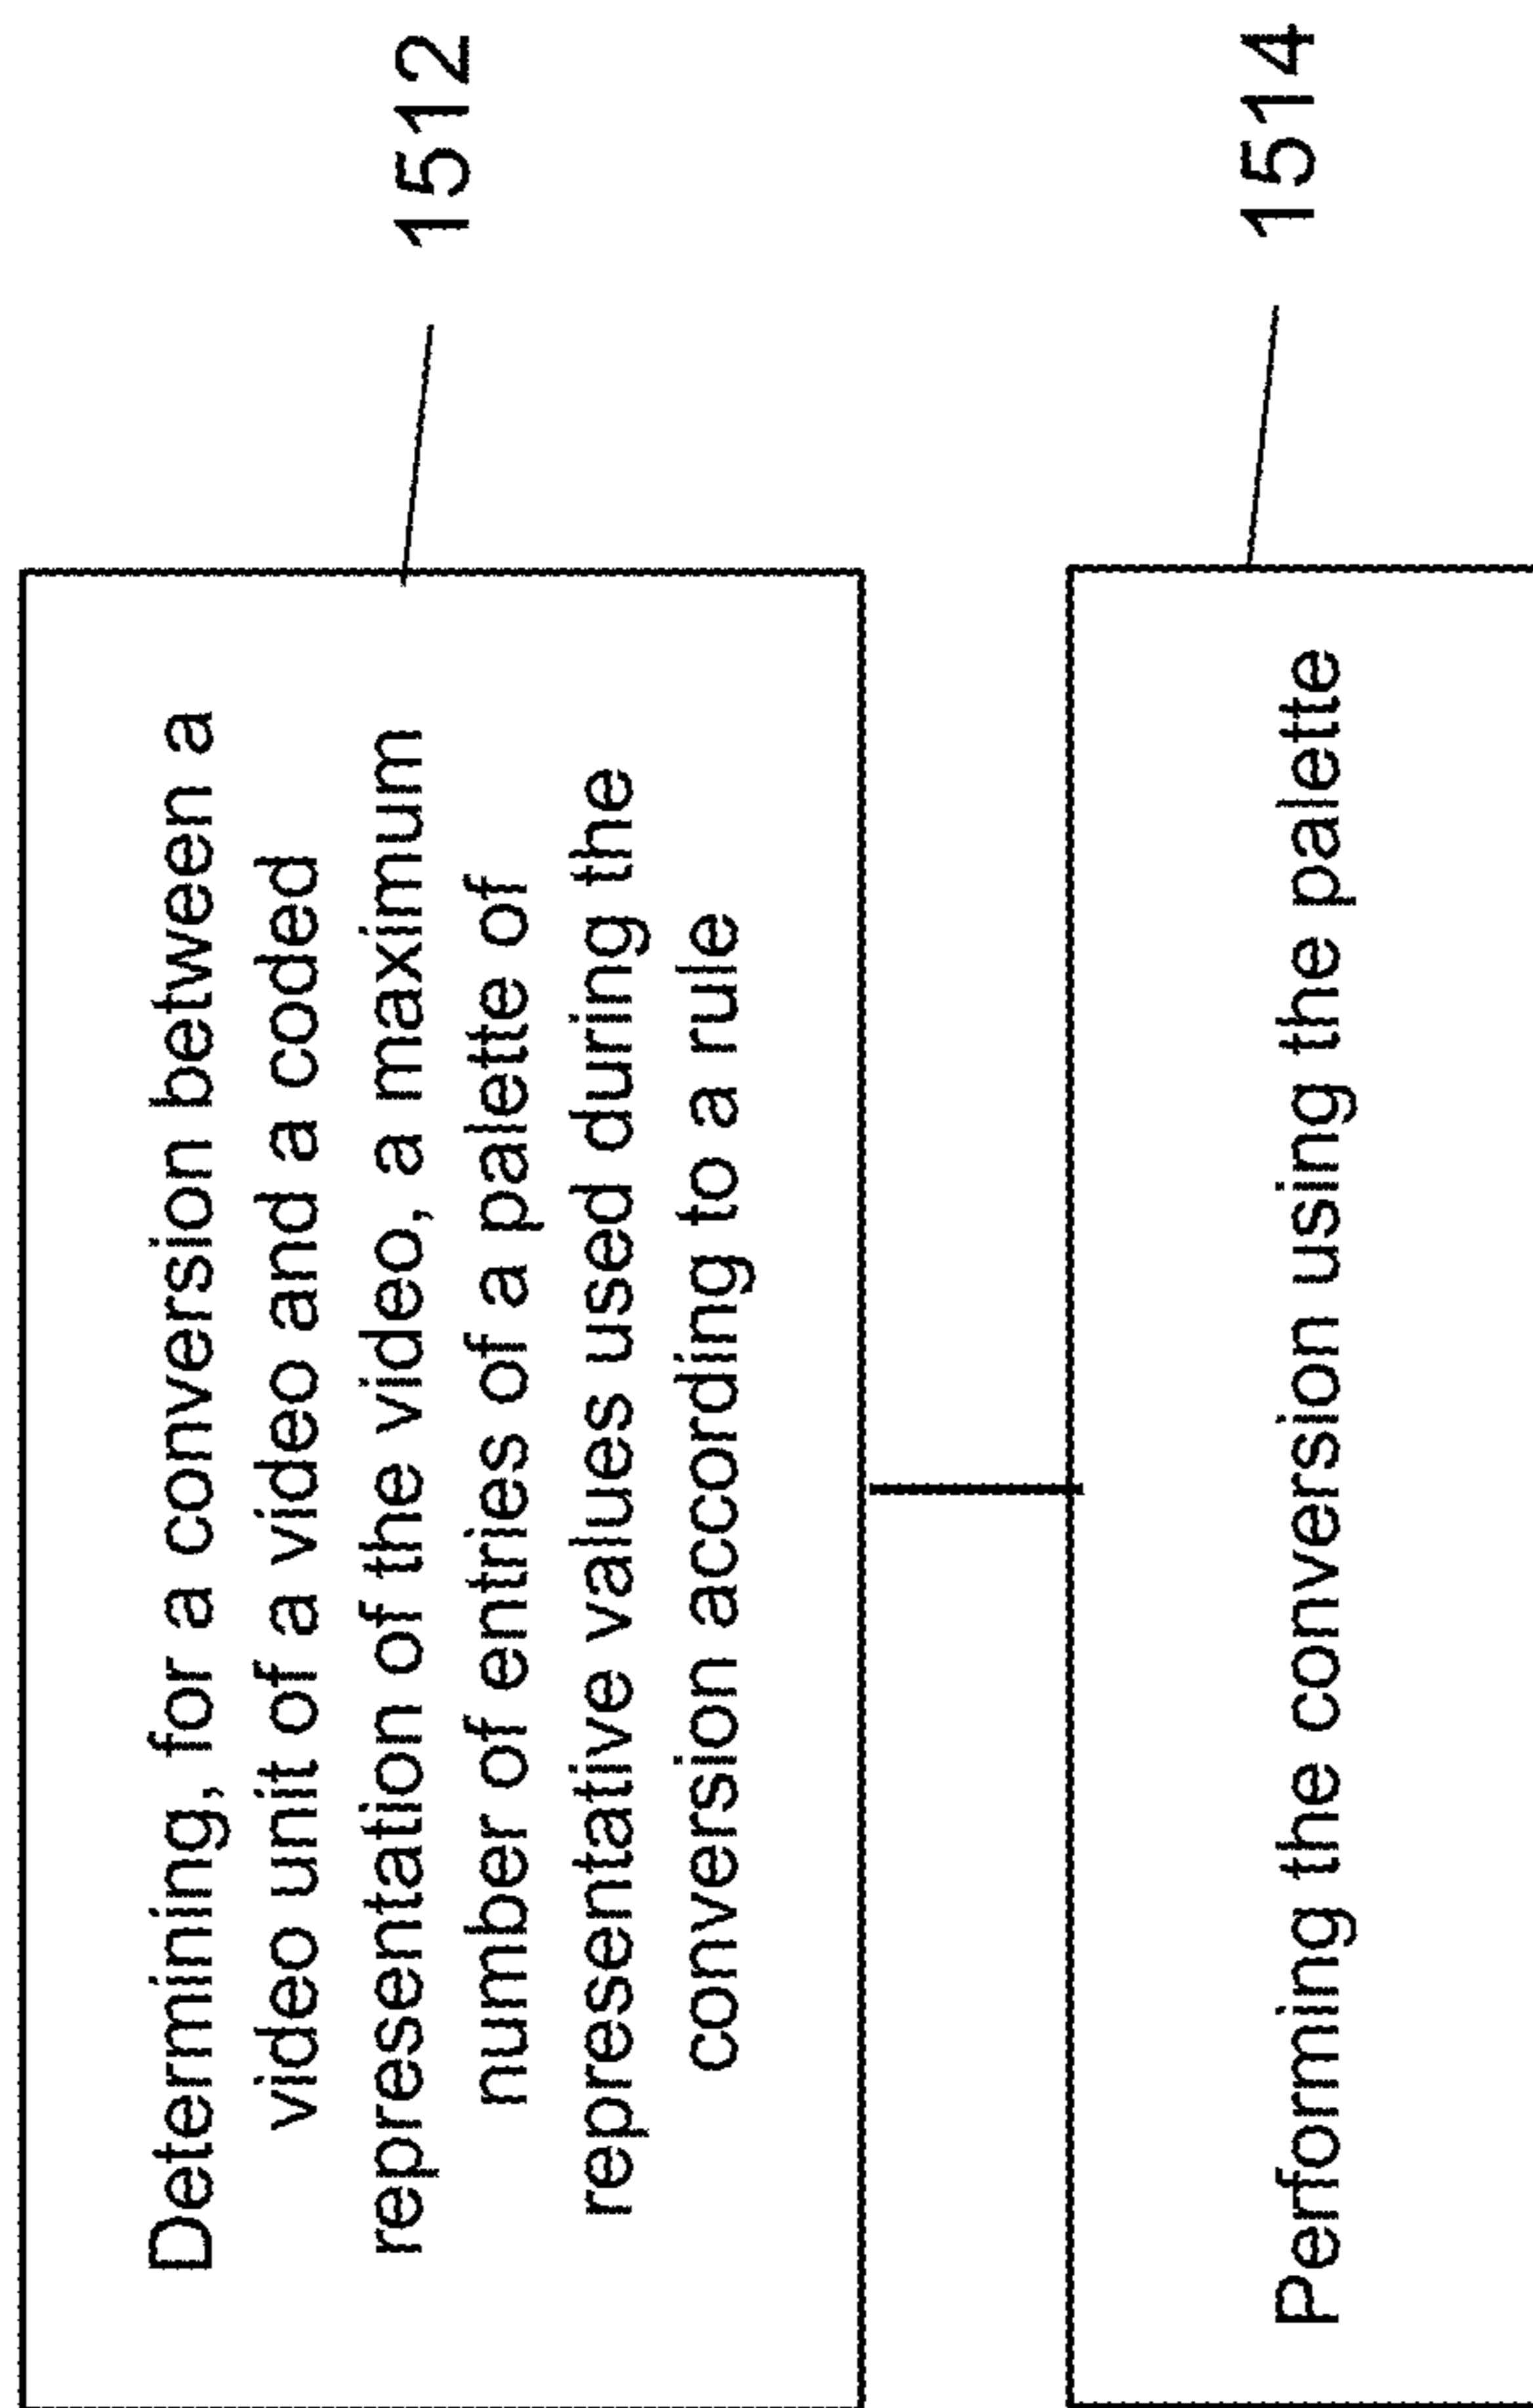 Determining, for a conversion between a
video unit of a video and a coded
representation of the video, a maximum
number of entries of a palette of
representative values used during the
conversion according to a rule
1512
Performing the conversion using the palette
1514